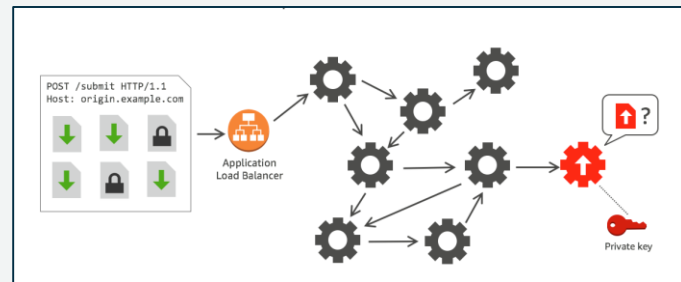 POST /submit HTTP/1.1
Host: origin.example.com
Application
Load Balancer
?
Private key